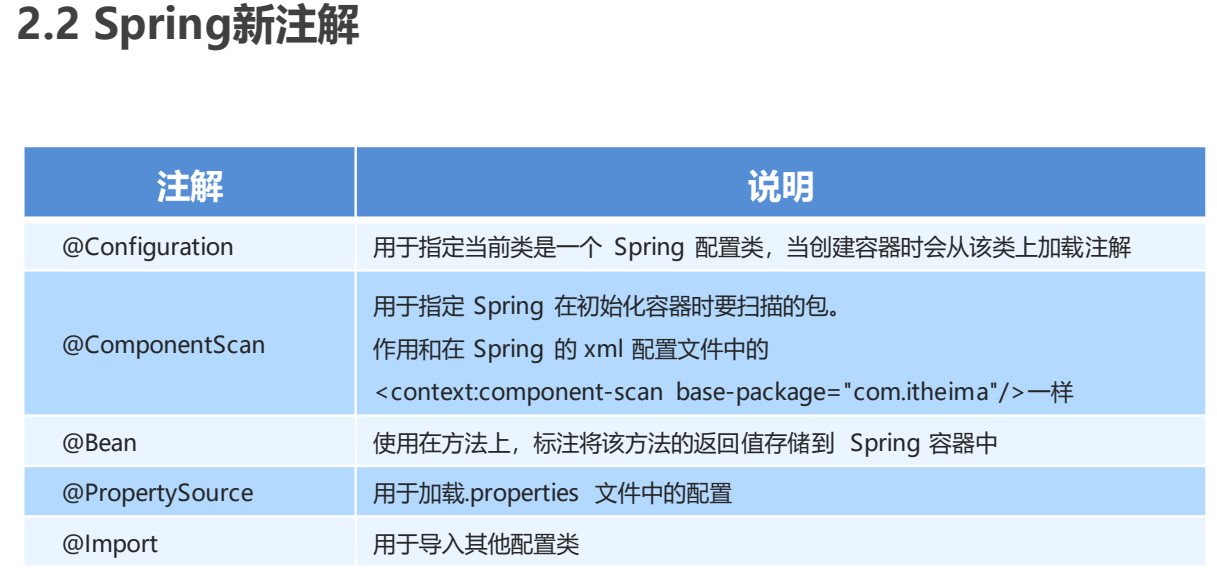 2.2 Spring新注解
注解 说明
@Configuration 用于指定当前类是一个 Spring 配置类，当创建容器时会从该类上加载注解
@ComponentScan
用于指定 Spring 在初始化容器时要扫描的包。
作用和在 Spring 的 xml 配置文件中的
<context:component-scan base-package="com.itheima"/>一样
@Bean 使用在方法上，标注将该方法的返回值存储到 Spring 容器中
@PropertySource 用于加载.properties 文件中的配置
@Import 用于导入其他配置类